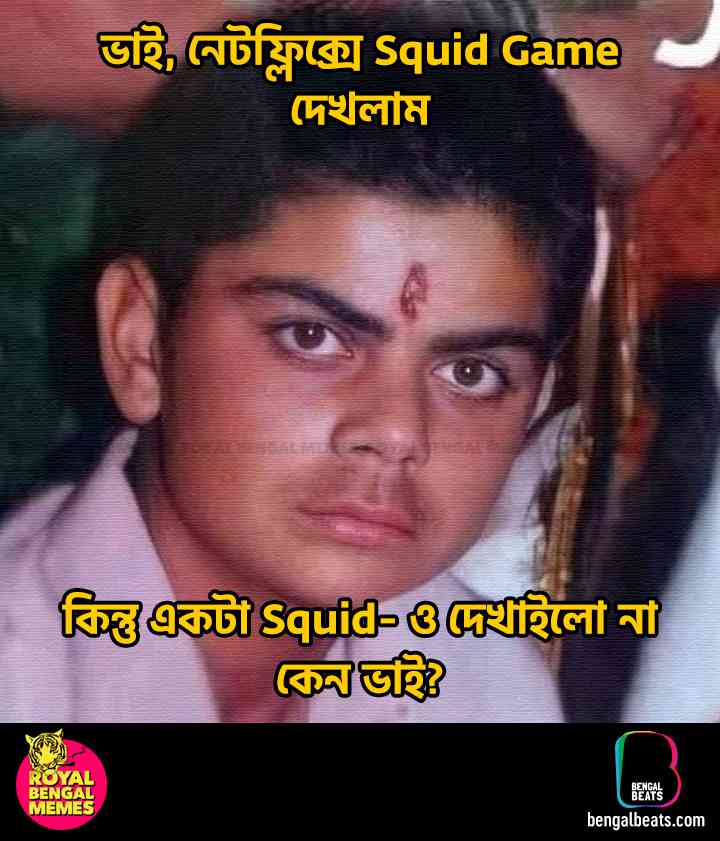 ভাই, নেটফ্লিক্সে Squid Game
দেখলাম
কিন্তু একটা Squid- ও দেখাইলো না
কেন ভাই?
ROYAL
BENGAL
MEMES
BENGAL
BEATS
bengalbeats.com